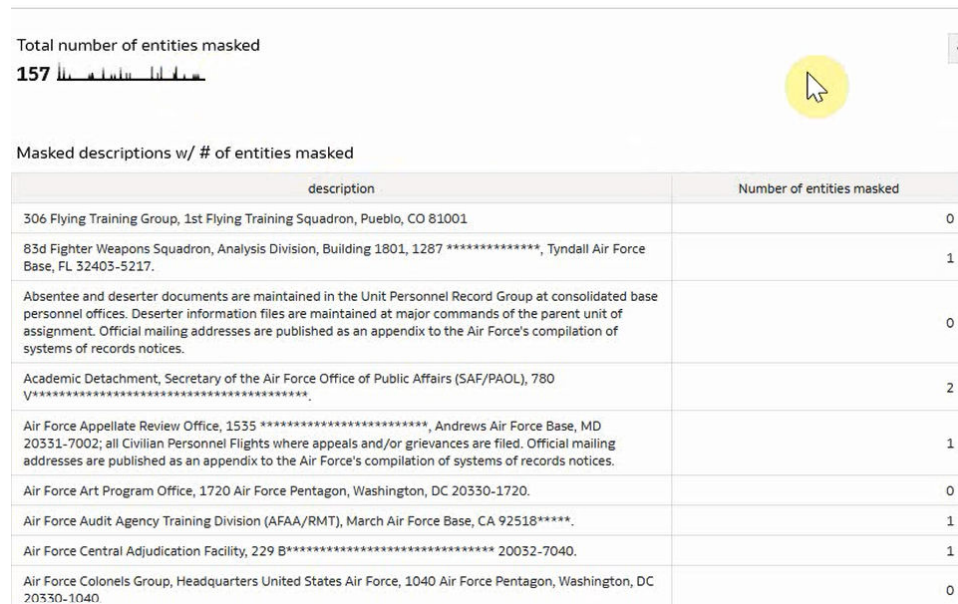 Total number of entities masked
157
Masked descriptions w/ # of entities masked
description Number of entities masked
306 Flying Training Group, 1st Flying Training Squadron, Pueblo, CO 81001 0
83d Fighter Weapons Squadron, Analysis Division, Building 1801, 1287 **************, Tyndall Air Force
Base, FL 32403-5217. 1
Absentee and deserter documents are maintained in the Unit Personnel Record Group at consolidated base
personnel offices. Deserter information files are maintained at major commands of the parent unit of
assignment. Official mailing addresses are published as an appendix to the Air Force's compilation of
systems of records notices. 0
Academic Detachment, Secretary of the Air Force Office of Public Affairs (SAF/PAOL), 780
V*****************************************. 2
Air Force Appellate Review Office, 1535 *************************, Andrews Air Force Base, MD
20331-7002; all Civilian Personnel Flights where appeals and/or grievances are filed. Official mailing
addresses are published as an appendix to the Air Force's compilation of systems of records notices. 1
Air Force Art Program Office, 1720 Air Force Pentagon, Washington, DC 20330-1720. 0
Air Force Audit Agency Training Division (AFAA/RMT), March Air Force Base, CA 92518*****. 1
Air Force Central Adjudication Facility, 229 B******************************* 20032-7040. 1
Air Force Colonels Group, Headquarters United States Air Force, 1040 Air Force Pentagon, Washington, DC
20330-1040 0